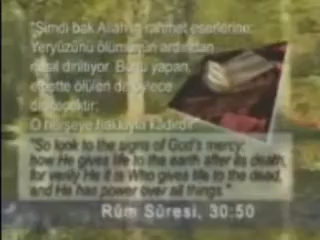 "Şimdi bak Allah'ın rahmet eserlerine:
Yeryüzünü ölümünün ardından
nasıl diriltiyor. Bunu yapan,
elbette ölüleri de öylece
diriltecektir;
O herşeye hakkıyla kâdirdir."
"So look to the signs of God's mercy:
how He gives life to the earth after its death,
for verily He it is Who gives life to the dead,
and He has power over all things."
Rûm Sûresi, 30:50